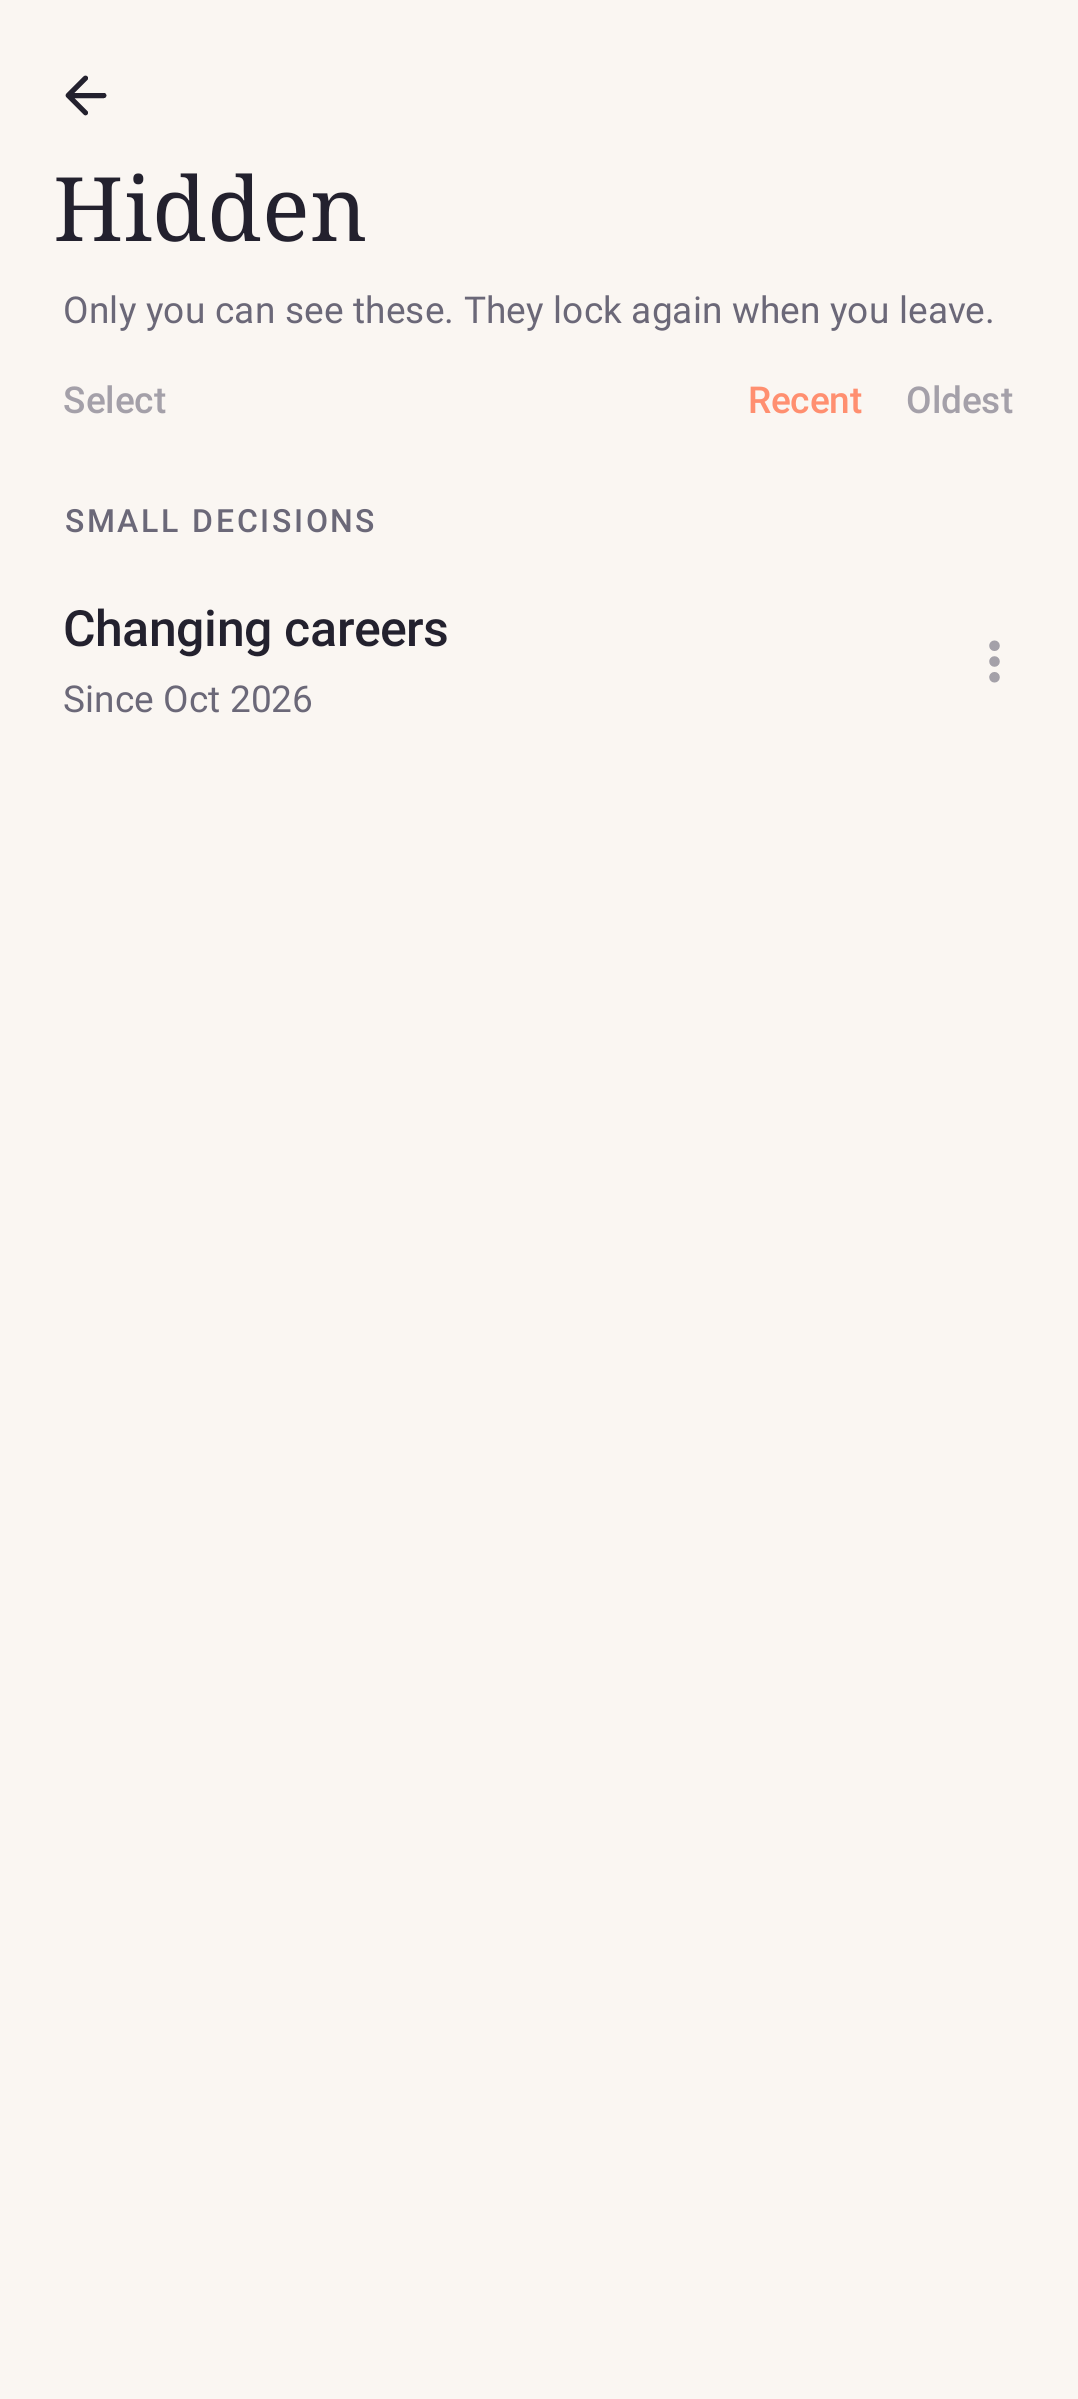 Hidden
Only you can see these. They lock again when you leave.
Select Recent Oldest
SMALL DECISIONS
Changing careers
Since Oct 2026